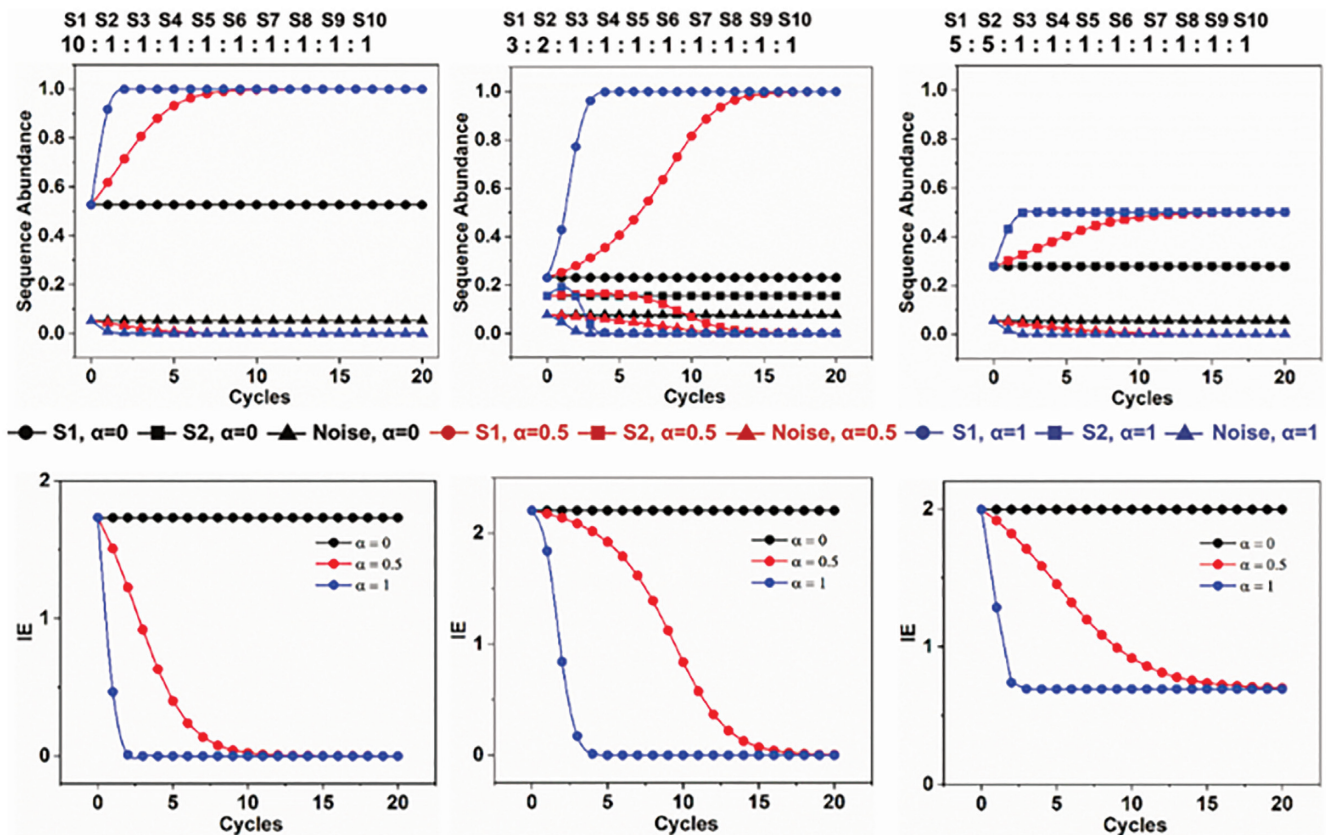 S1 S2 S3 S4 S5 S6 S7 S8 S9 S10
10 : 1 : 1 : 1 : 1 : 1 : 1 : 1 : 1 : 1
S1 S2 S3 S4 S5 S6 S7 S8 S9 S10
3 : 2 : 1 : 1 : 1 : 1 : 1 : 1 : 1 : 1
S1 S2 S3 S4 S5 S6 S7 S8 S9 S10
5 : 5 : 1 : 1 : 1 : 1 : 1 : 1 : 1 : 1
Sequence Abundance
1.0
0.8
0.6
0.4
0.2
0.0
0 5 10 15 20
Cycles
Sequence Abundance
1.0
0.8
0.6
0.4
0.2
0.0
0 5 10 15 20
Cycles
Sequence Abundance
1.0
0.8
0.6
0.4
0.2
0.0
0 5 10 15 20
Cycles
S1, α=0 S2, α=0 Noise, α=0 S1, α=0.5 S2, α=0.5 Noise, α=0.5 S1, α=1 S2, α=1 Noise, α=1
IE
2
1
0
α = 0
α = 0.5
α = 1
0 5 10 15 20
Cycles
IE
2
1
0
α = 0
α = 0.5
α = 1
0 5 10 15 20
Cycles
IE
2
1
0
α = 0
α = 0.5
α = 1
0 5 10 15 20
Cycles